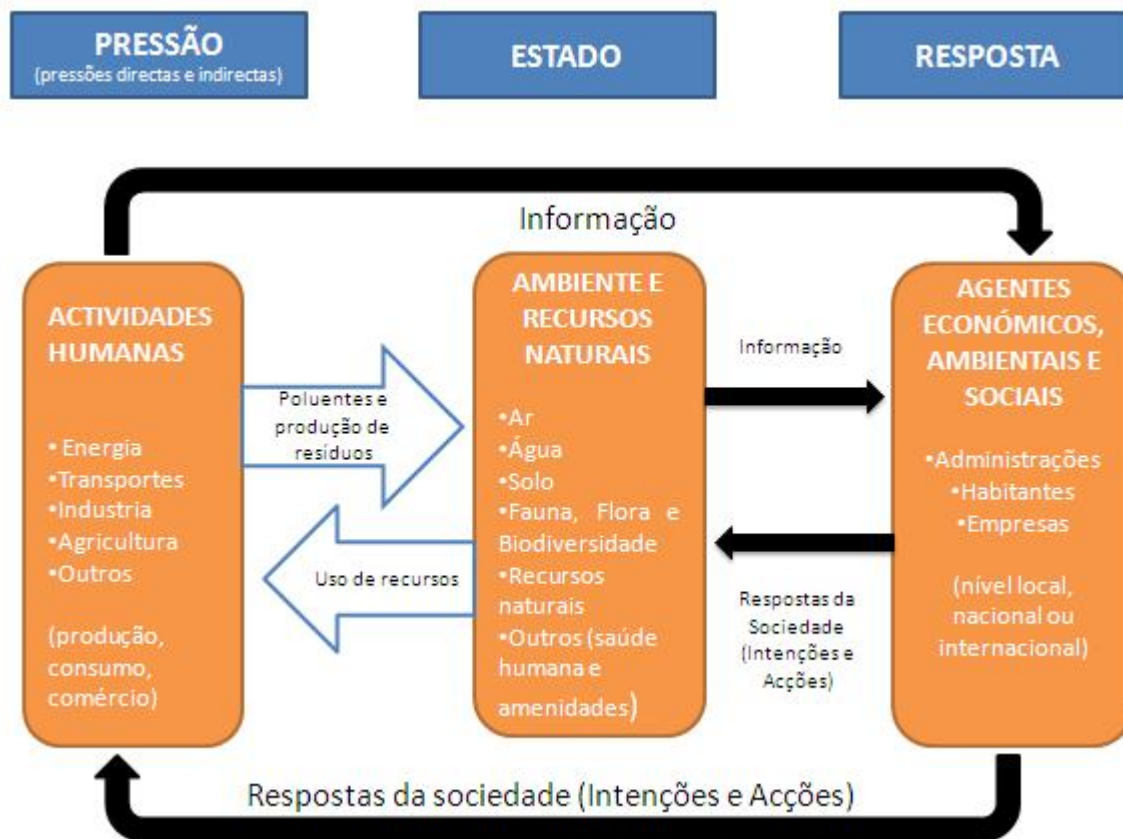 PRESSÃO
(pressões directas e indirectas)
ESTADO
RESPOSTA
Informação
ACTIVIDADES
HUMANAS
• Energia
•Transportes
•Industria
•Agricultura
•Outros
(produção,
consumo,
comércio)
Poluentes e
produção de
resíduos
Uso de recursos
AMBIENTE E
RECURSOS
NATURAIS
•Ar
•Água
•Solo
•Fauna, Flora e
Biodiversidade
•Recursos
naturais
•Outros (saúde
humana e
amenidades)
Informação
Respostas da
Sociedade
(Intenções e
Acções)
AGENTES
ECONÓMICOS,
AMBIENTAIS E
SOCIAIS
•Administrações
•Habitantes
•Empresas
(nível local,
nacional ou
internacional)
Respostas da sociedade (Intenções e Acções)